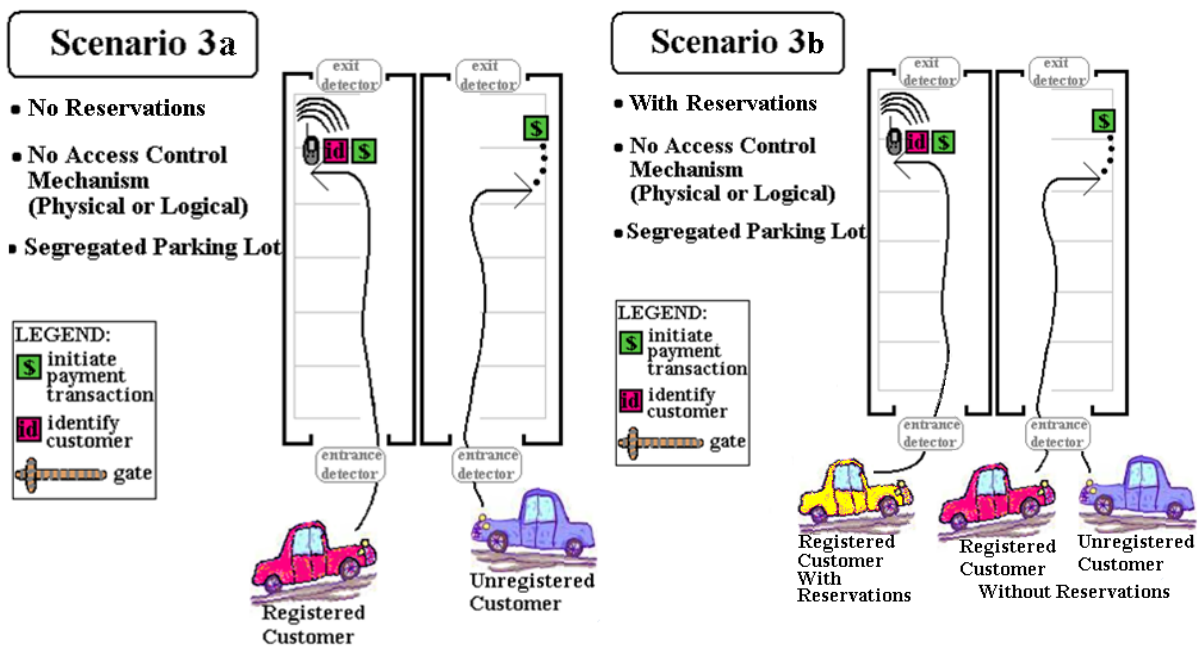 Scenario 3a
• No Reservations
• No Access Control
Mechanism
(Physical or Logical)
• Segregated Parking Lot
LEGEND:
$ initiate
payment
transaction
id identify
customer
gate
exit
detector
exit
detector
id $
$
entrance
detector
entrance
detector
Registered
Customer
Unregistered
Customer
Scenario 3b
• With Reservations
• No Access Control
Mechanism
(Physical or Logical)
• Segregated Parking Lot
LEGEND:
$ initiate
payment
transaction
id identify
customer
gate
exit
detector
exit
detector
id $
$
entrance
detector
entrance
detector
Registered
Customer
With
Reservations
Registered
Customer
Unregistered
Customer
Without Reservations